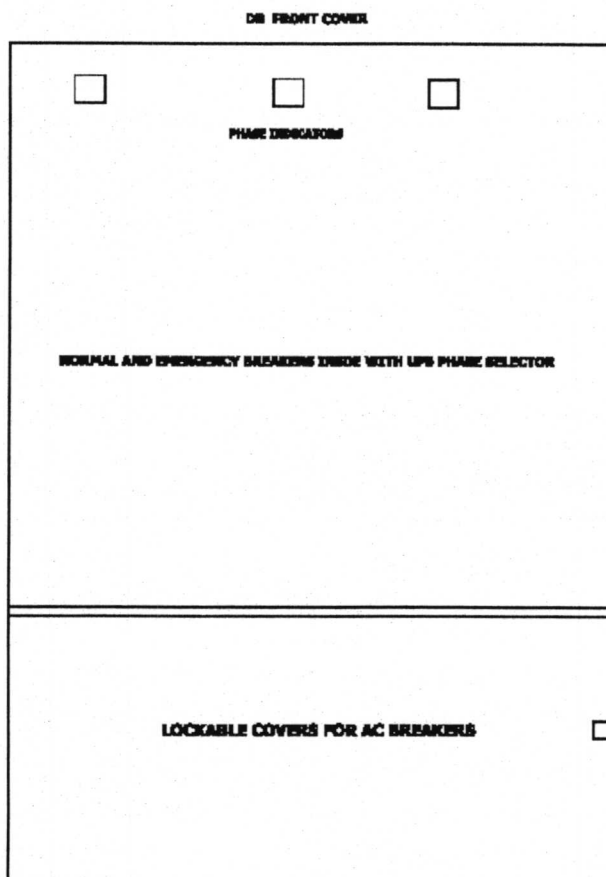 DB FRONT COVER
PHASE INDICATORS
NORMAL AND EMERGENCY BREAKERS INSIDE WITH UPS PHASE SELECTOR
LOCKABLE COVERS FOR AC BREAKERS